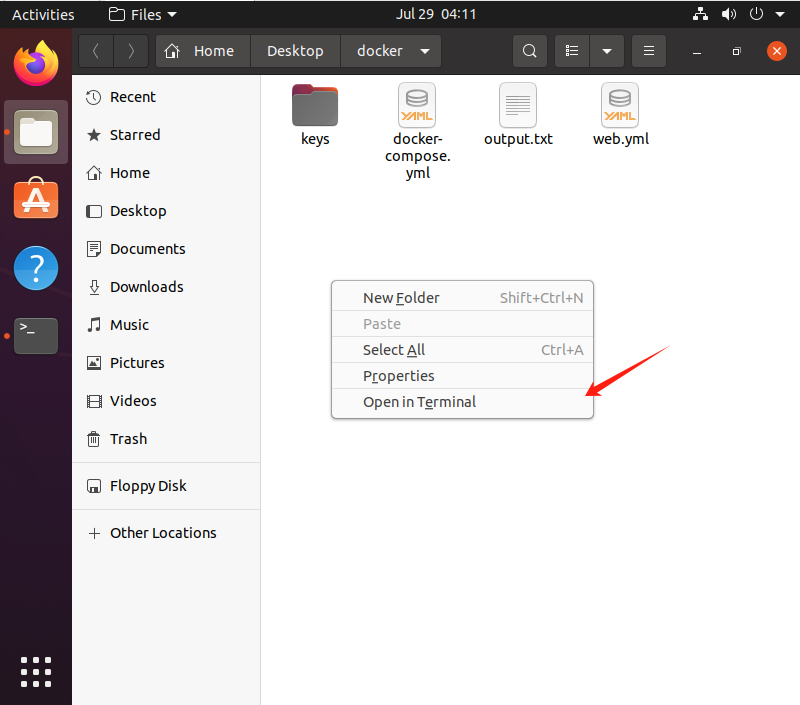 Activities
Files
Jul 29 04:11
Home
Desktop
docker
Recent
Starred
Home
Desktop
Documents
Downloads
Music
Pictures
Videos
Trash
Floppy Disk
Other Locations
keys
YAML
docker-
compose.
yml
output.txt
YAML
web.yml
New Folder Shift+Ctrl+N
Paste
Select All Ctrl+A
Properties
Open in Terminal